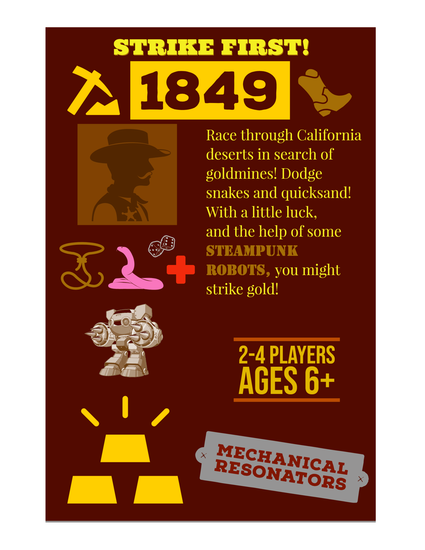 STRIKE FIRST!
1849
Race through California
deserts in search of
goldmines! Dodge
snakes and quicksand!
With a little luck,
and the help of some
STEAMPUNK
ROBOTS, you might
strike gold!
2-4 PLAYERS
AGES 6+
MECHANICAL
RESONATORS